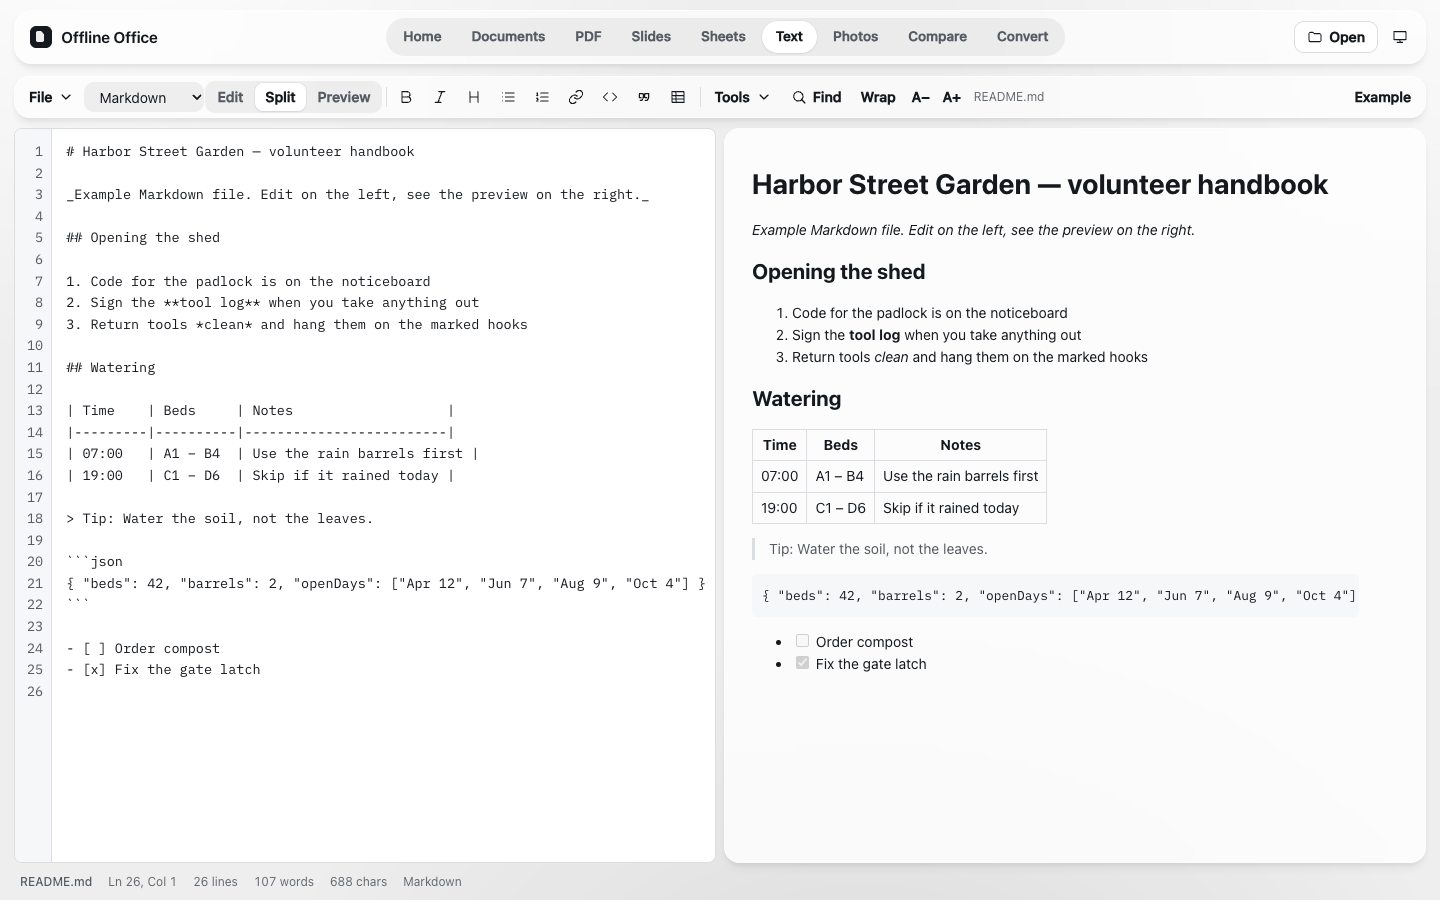 Offline Office
Home Documents PDF Slides Sheets Text Photos Compare Convert
Open
File Markdown Edit Split Preview B I H Tools Find Wrap A– A+ README.md Example
1 # Harbor Street Garden — volunteer handbook
2
3 _Example Markdown file. Edit on the left, see the preview on the right._
4
5 ## Opening the shed
6
7 1. Code for the padlock is on the noticeboard
8 2. Sign the **tool log** when you take anything out
9 3. Return tools *clean* and hang them on the marked hooks
10
11 ## Watering
12
13 | Time    | Beds     | Notes                   |
14 |---------|----------|-------------------------|
15 | 07:00   | A1 – B4  | Use the rain barrels first |
16 | 19:00   | C1 – D6  | Skip if it rained today |
17
18 > Tip: Water the soil, not the leaves.
19
20 ```json
21 { "beds": 42, "barrels": 2, "openDays": ["Apr 12", "Jun 7", "Aug 9", "Oct 4"] }
22 ```
23
24 - [ ] Order compost
25 - [x] Fix the gate latch
26
Harbor Street Garden — volunteer handbook
Example Markdown file. Edit on the left, see the preview on the right.
Opening the shed
1. Code for the padlock is on the noticeboard
2. Sign the tool log when you take anything out
3. Return tools clean and hang them on the marked hooks
Watering
Time Beds Notes
07:00 A1 – B4 Use the rain barrels first
19:00 C1 – D6 Skip if it rained today
Tip: Water the soil, not the leaves.
{ "beds": 42, "barrels": 2, "openDays": ["Apr 12", "Jun 7", "Aug 9", "Oct 4"]
Order compost
Fix the gate latch
README.md Ln 26, Col 1 26 lines 107 words 688 chars Markdown